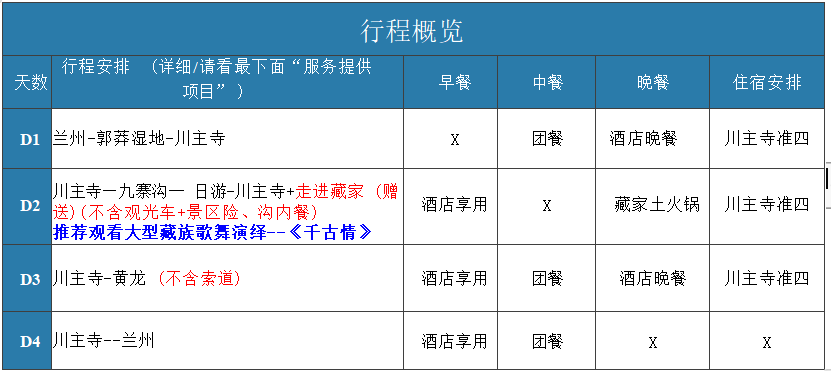 行程概览
天数 行程安排 (详细/请看最下面“服务提供项目”) 早餐 中餐 晚餐 住宿安排
D1 兰州-郭莽湿地-川主寺 X 团餐 酒店晚餐 川主寺准四
D2 川主寺一九寨沟一 日游-川主寺+走进藏家 (赠
送)(不含观光车+景区险、沟内餐)
推荐观看大型藏族歌舞演绎--《千古情》 酒店享用 X 藏家土火锅 川主寺准四
D3 川主寺-黄龙 (不含索道) 酒店享用 团餐 酒店晚餐 川主寺准四
D4 川主寺--兰州 酒店享用 团餐 X X